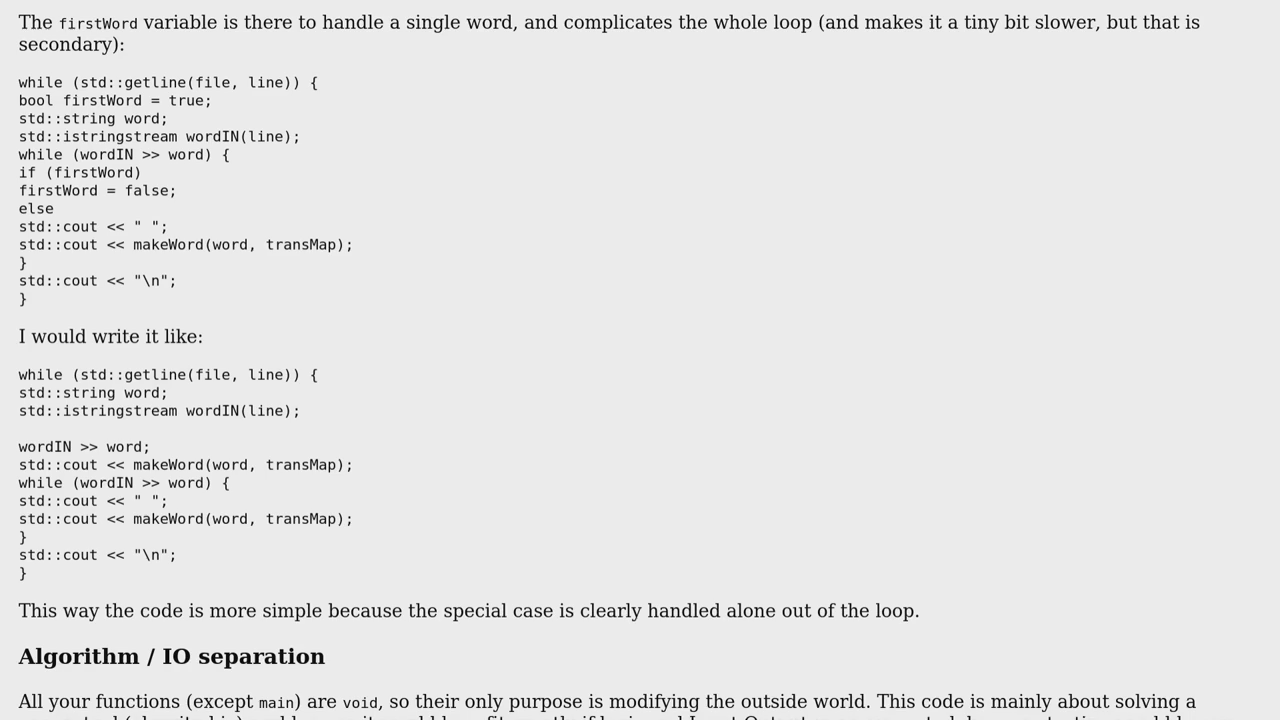 The firstWord variable is there to handle a single word, and complicates the whole loop (and makes it a tiny bit slower, but that is
secondary):
while (std::getline(file, line)) {
bool firstWord = true;
std::string word;
std::istringstream wordIN(line);
while (wordIN >> word) {
if (firstWord)
firstWord = false;
else
std::cout << " ";
std::cout << makeWord(word, transMap);
}
std::cout << "\n";
}
I would write it like:
while (std::getline(file, line)) {
std::string word;
std::istringstream wordIN(line);
wordIN >> word;
std::cout << makeWord(word, transMap);
while (wordIN >> word) {
std::cout << " ";
std::cout << makeWord(word, transMap);
}
std::cout << "\n";
}
This way the code is more simple because the special case is clearly handled alone out of the loop.
Algorithm / IO separation
All your functions (except main) are void, so their only purpose is modifying the outside world. This code is mainly about solving a